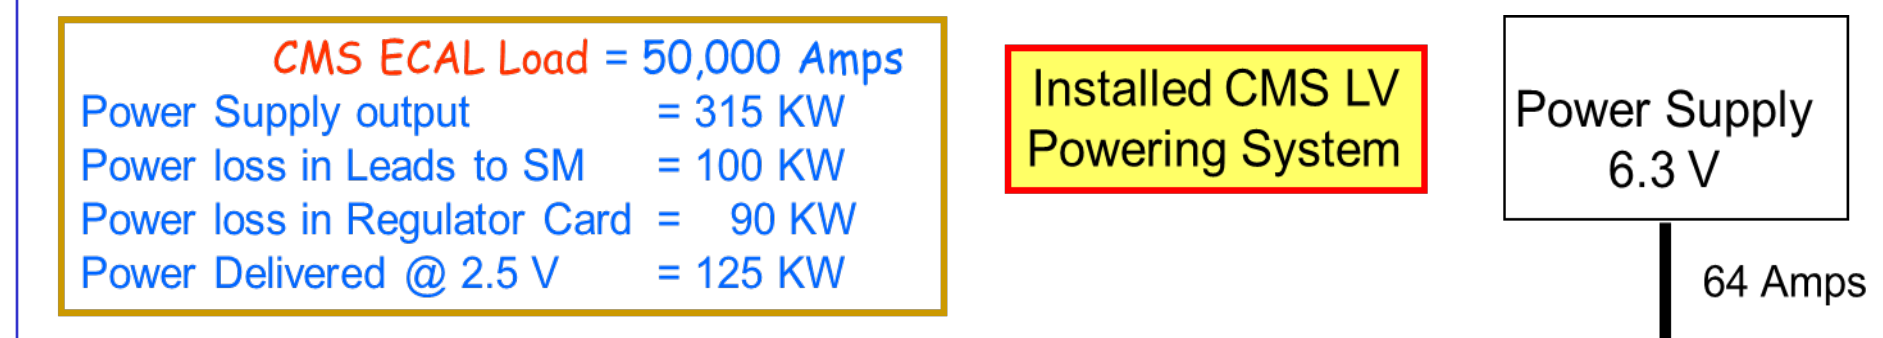 CMS ECAL Load = 50,000 Amps
Power Supply output = 315 KW
Power loss in Leads to SM = 100 KW
Power loss in Regulator Card = 90 KW
Power Delivered @ 2.5 V = 125 KW
Installed CMS LV
Powering System
Power Supply
6.3 V
64 Amps